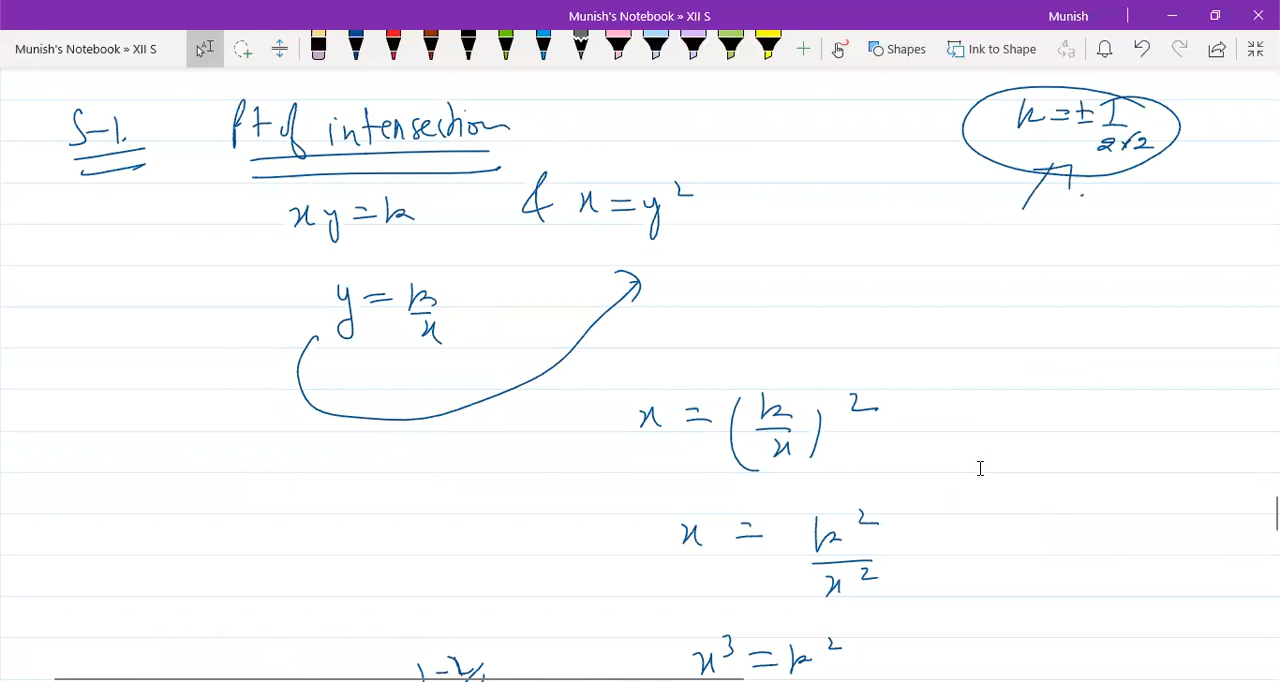 Munish's Notebook » XII S
Munish
Munish's Notebook » XII S
Shapes
Ink to Shape
S-1. Pt of intersection
k = ± I
2×2
xy = k & x = y²
y = k/x
x = (k/x)²
x = k²/x²
x³ = k²